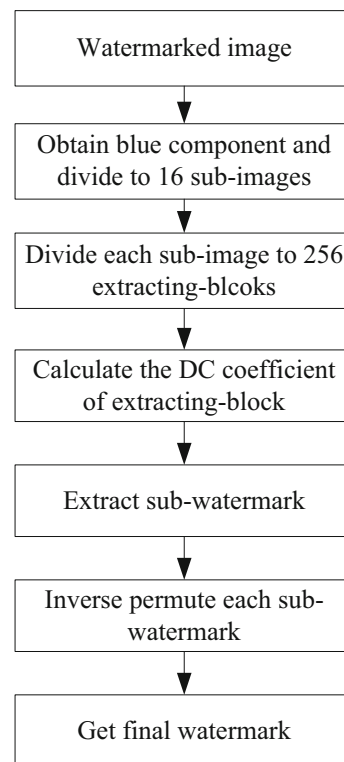 Watermarked image
Obtain blue component and
divide to 16 sub-images
Divide each sub-image to 256
extracting-blcoks
Calculate the DC coefficient
of extracting-block
Extract sub-watermark
Inverse permute each sub-
watermark
Get final watermark